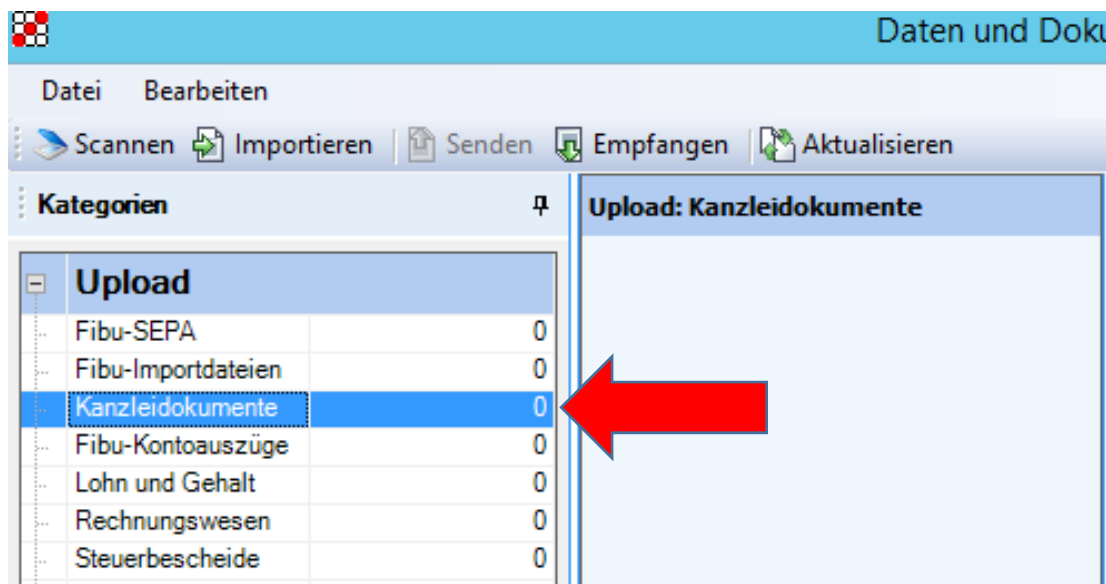 Daten und Doku
Datei Bearbeiten
Scannen Importieren Senden Empfangen Aktualisieren
Kategorien
Upload: Kanzleidokumente
Upload
Fibu-SEPA 0
Fibu-Importdateien 0
Kanzleidokumente 0
Fibu-Kontoauszüge 0
Lohn und Gehalt 0
Rechnungswesen 0
Steuerbescheide 0